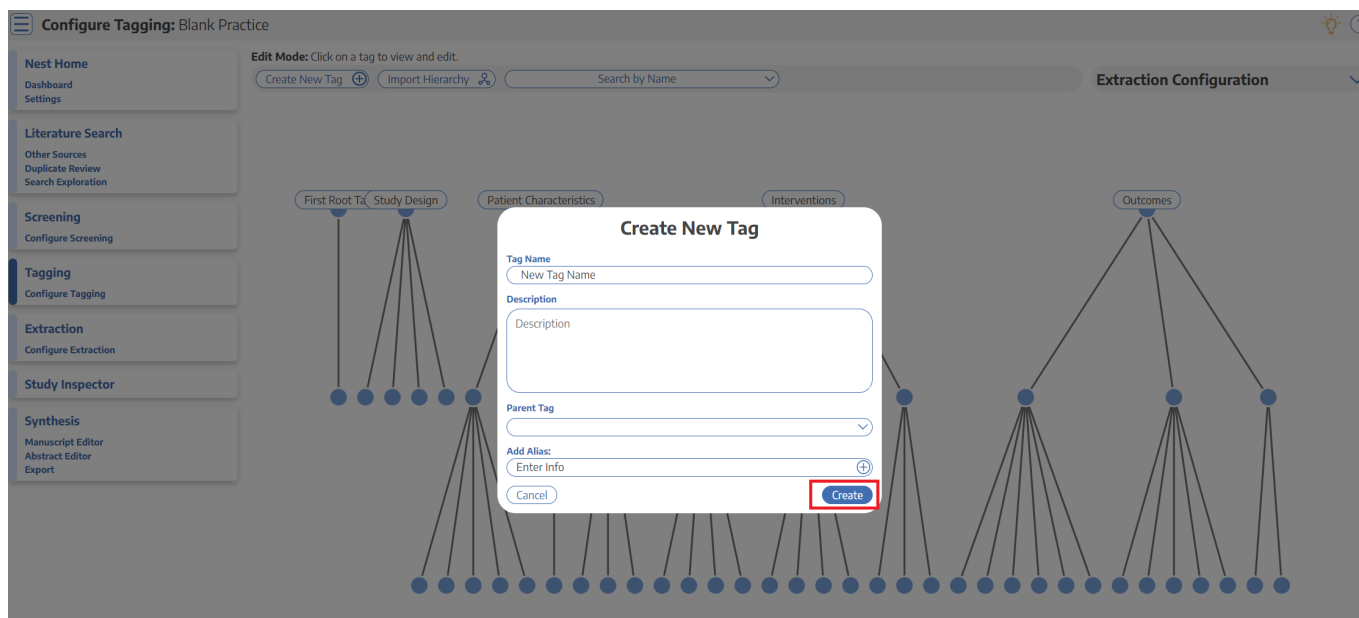 Configure Tagging: Blank Practice
Nest Home
Dashboard
Settings
Literature Search
Other Sources
Duplicate Review
Search Exploration
Screening
Configure Screening
Tagging
Configure Tagging
Extraction
Configure Extraction
Study Inspector
Synthesis
Manuscript Editor
Abstract Editor
Export
Edit Mode: Click on a tag to view and edit.
Create New Tag
Import Hierarchy
Search by Name
Extraction Configuration
First Root Ta
Study Design
Patient Characteristics
Interventions
Outcomes
Create New Tag
Tag Name
New Tag Name
Description
Description
Parent Tag
Add Alias:
Enter Info
Cancel
Create